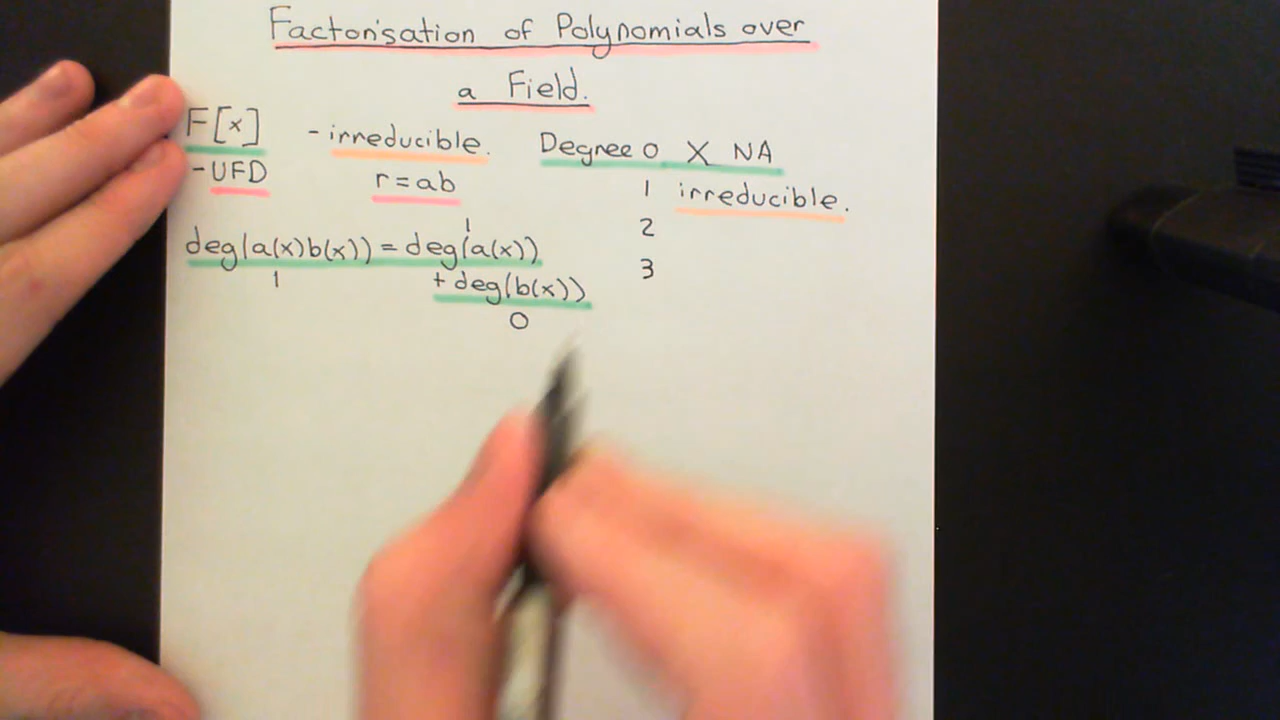 Factorisation of Polynomials over
a Field.
F[x] - irreducible. Degree 0 X NA
- UFD r = ab 1 irreducible.
1 2
deg(a(x)b(x)) = deg(a(x))
1 + deg(b(x)) 3
0